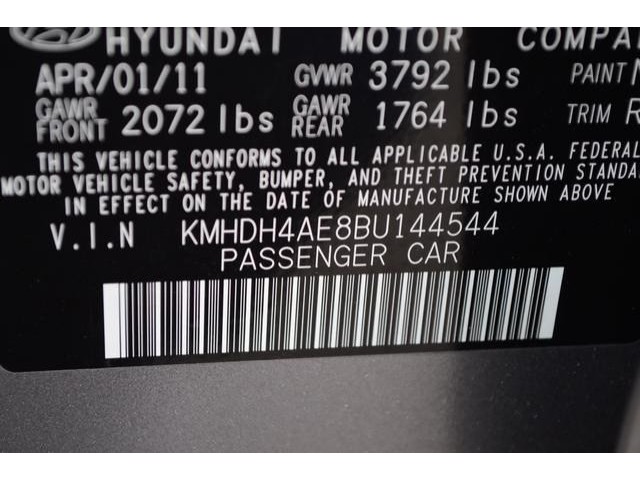 HYUNDAI MOTOR COMPA
APR/01/11 GVWR 3792 lbs PAINT
GAWR FRONT 2072 lbs GAWR REAR 1764 lbs TRIM R
THIS VEHICLE CONFORMS TO ALL APPLICABLE U.S.A. FEDERAL
MOTOR VEHICLE SAFETY, BUMPER, AND THEFT PREVENTION STANDA
IN EFFECT ON THE DATE OF MANUFACTURE SHOWN ABOVE
V.I.N KMHDH4AE8BU144544
PASSENGER CAR